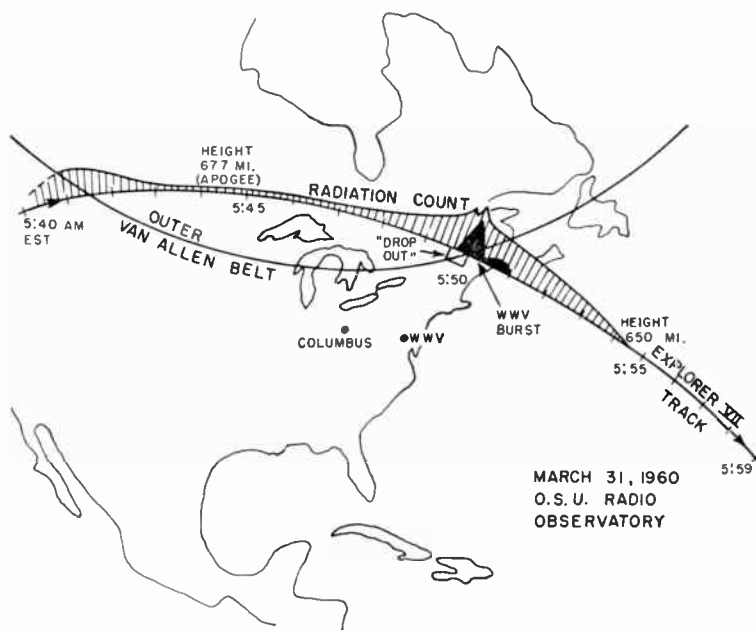 HEIGHT
677 MI.
(APOGEE)
RADIATION COUNT
5:40 AM
EST
5:45
OUTER
VAN ALLEN BELT
"DROP
OUT"
5:50
WWV
BURST
COLUMBUS
WWV
HEIGHT
650 MI.
5:55
EXPLORER VII
TRACK
5:59
MARCH 31, 1960
O.S.U. RADIO
OBSERVATORY